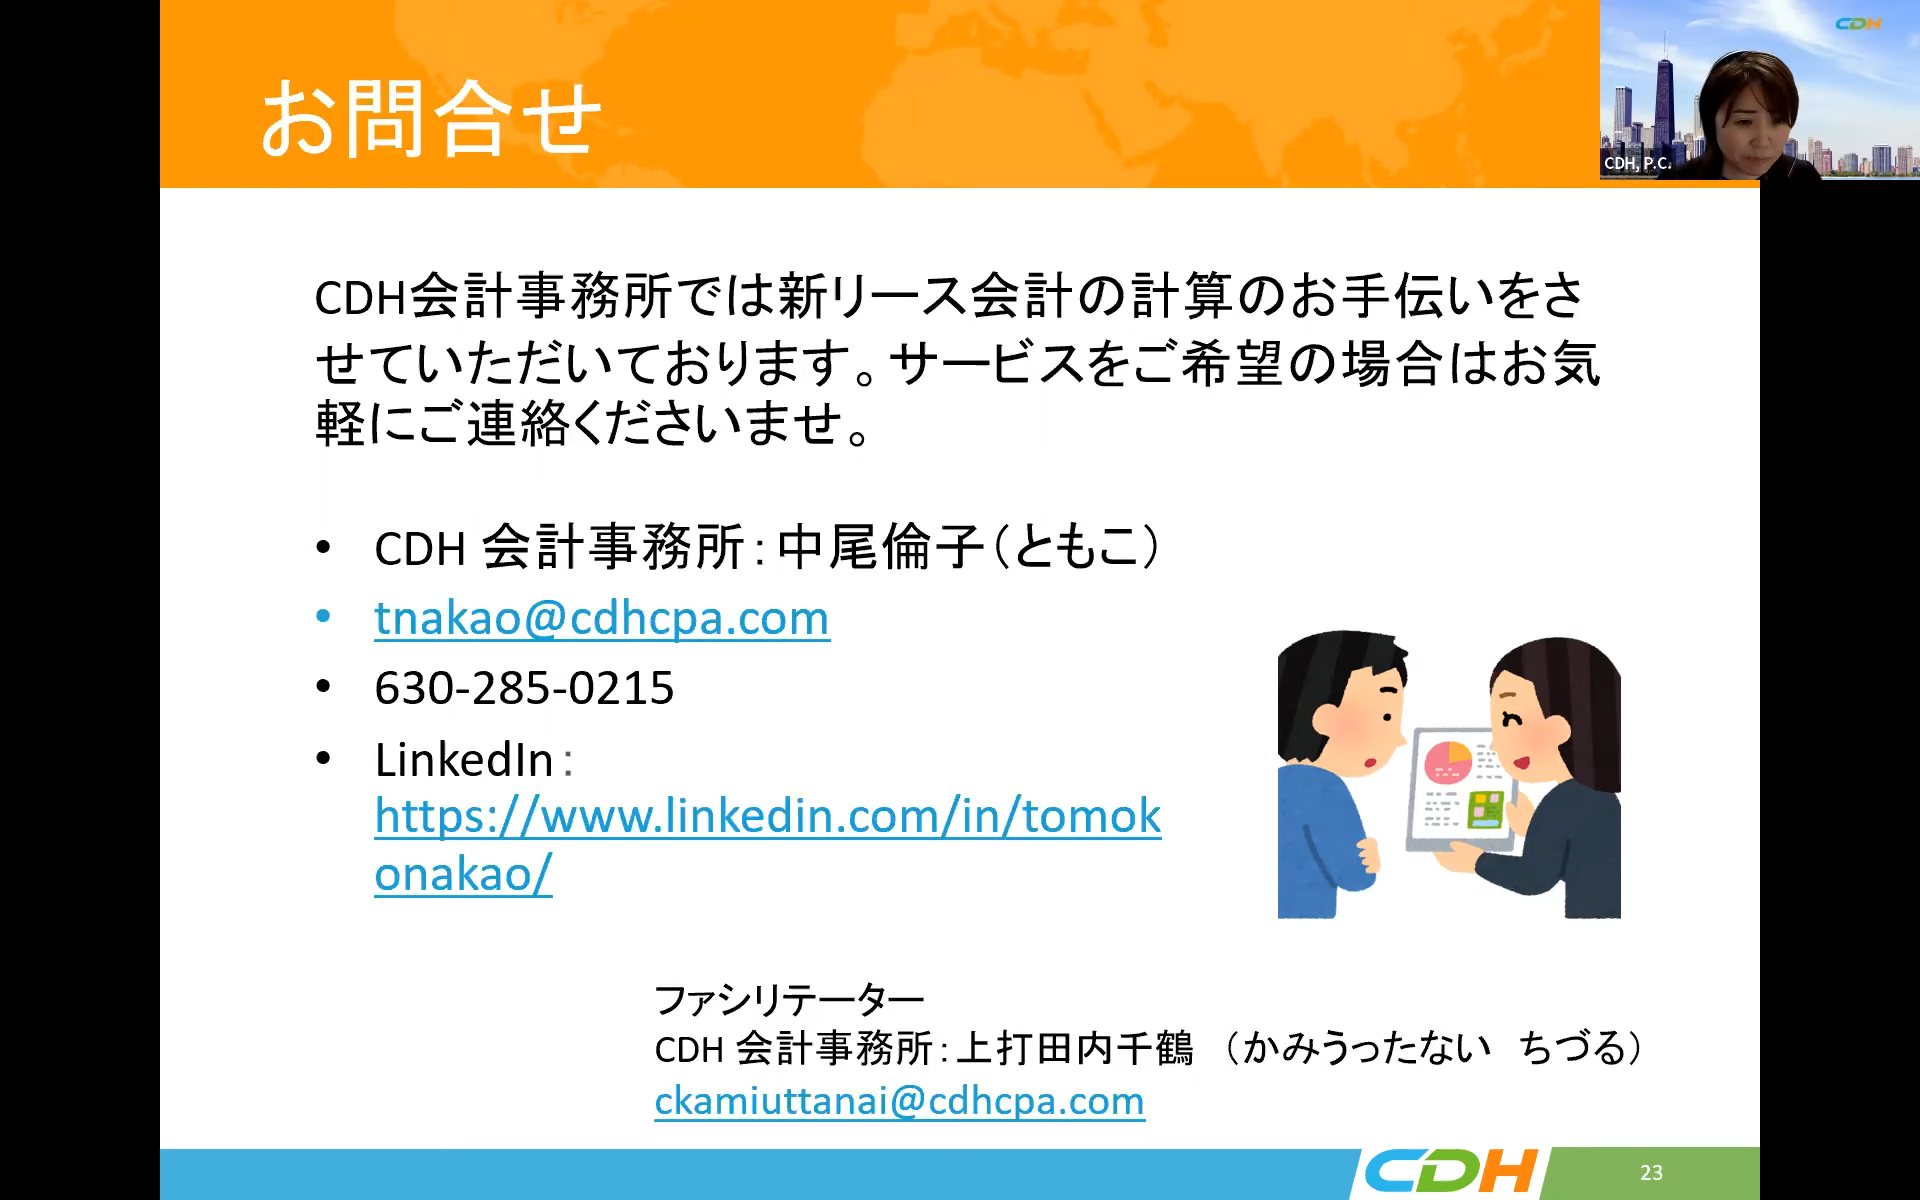 お問合せ
CDH
CDH, P.C.
CDH会計事務所では新リース会計の計算のお手伝いをさ
せていただいております。サービスをご希望の場合はお気
軽にご連絡くださいませ。
• CDH 会計事務所：中尾倫子（ともこ）
• tnakao@cdhcpa.com
• 630-285-0215
• LinkedIn：
https://www.linkedin.com/in/tomok
onakao/
ファシリテーター
CDH 会計事務所：上打田内千鶴　（かみうったない　ちづる）
ckamiuttanai@cdhcpa.com
CDH
23